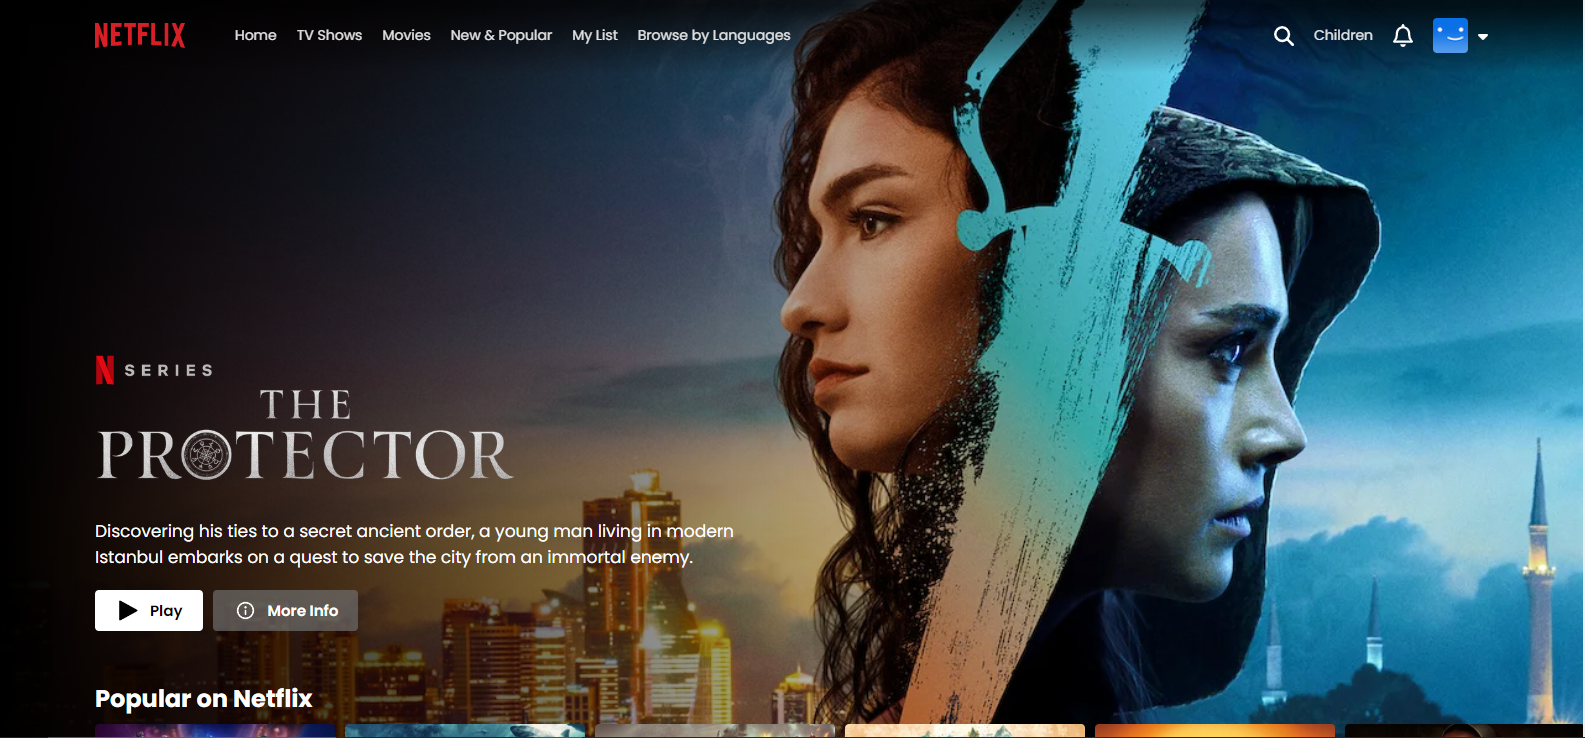 NETFLIX Home TV Shows Movies New & Popular My List Browse by Languages Children
N SERIES
THE
PROTECTOR
Discovering his ties to a secret ancient order, a young man living in modern
Istanbul embarks on a quest to save the city from an immortal enemy.
Play More Info
Popular on Netflix